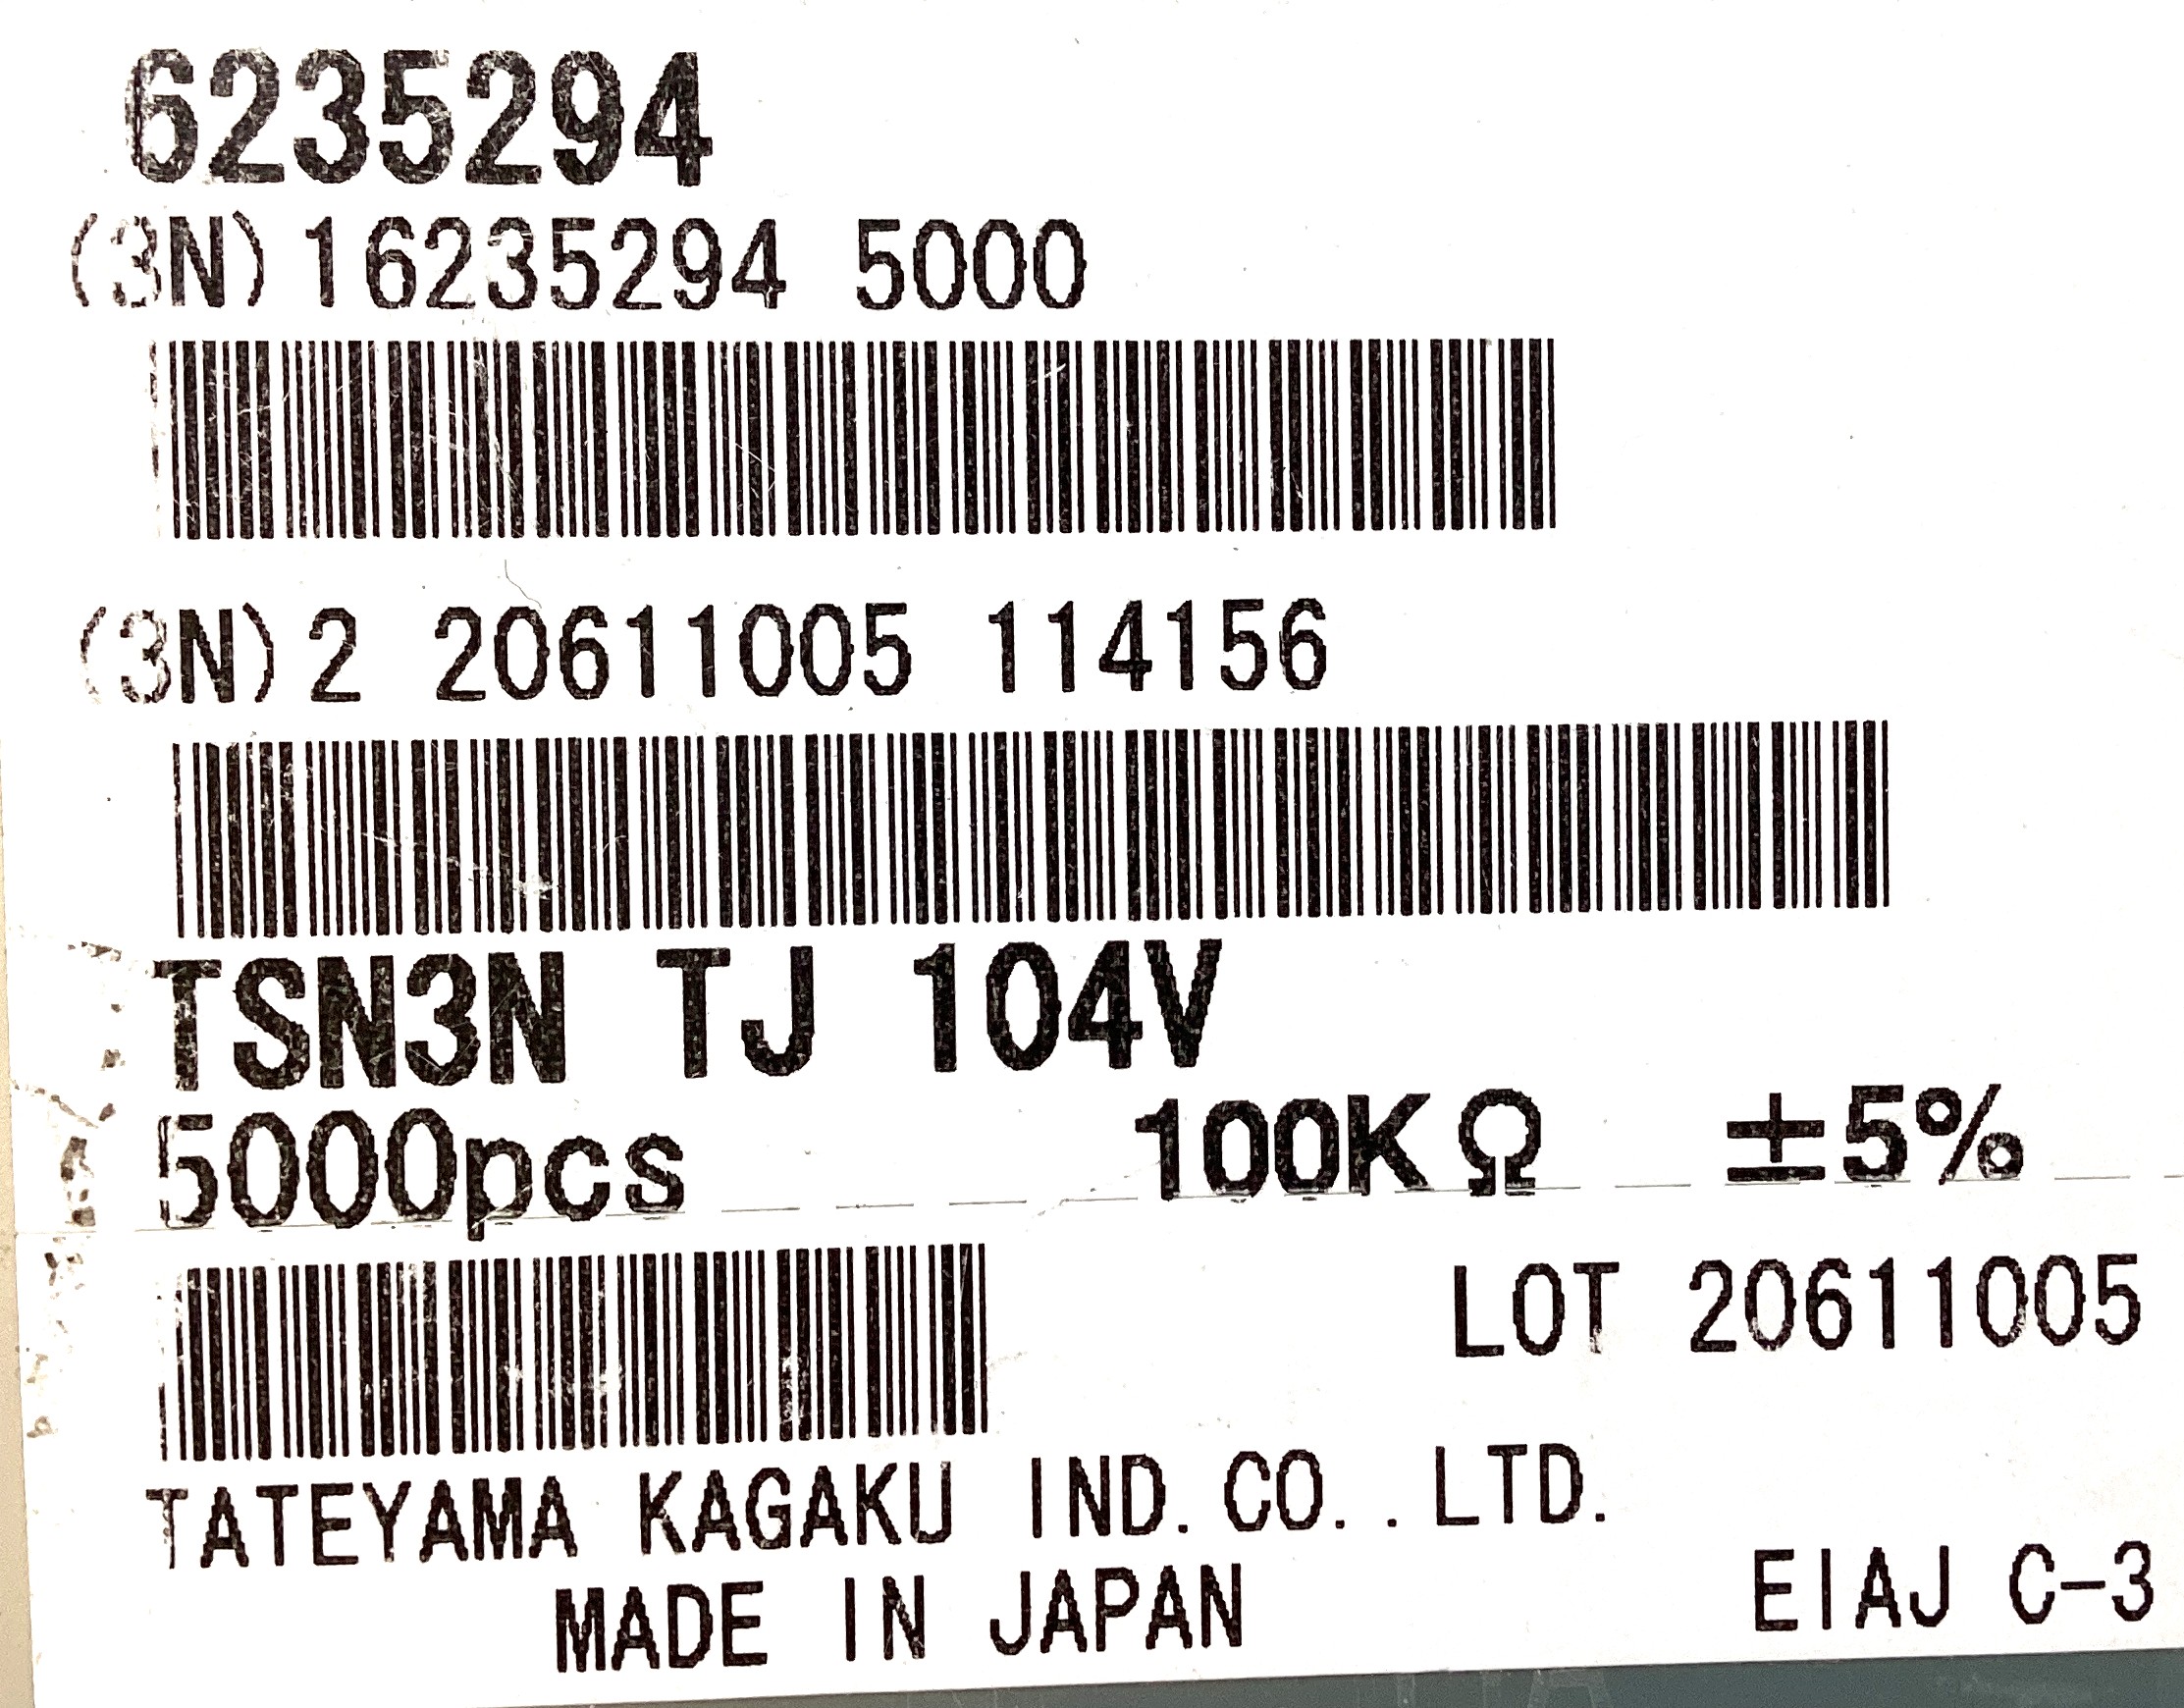 6235294
(3N)16235294 5000
(3N)2 20611005 114156
TSN3N TJ 104V
5000pcs 100KΩ ±5%
LOT 20611005
TATEYAMA KAGAKU IND.CO..LTD.
MADE IN JAPAN
EIAJ C-3